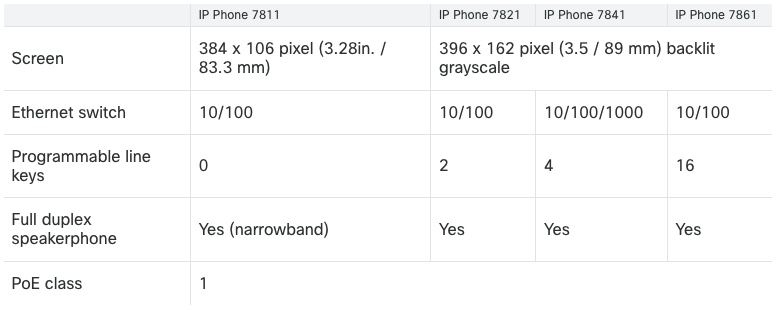 IP Phone 7811 IP Phone 7821 IP Phone 7841 IP Phone 7861
Screen 384 x 106 pixel (3.28in. / 396 x 162 pixel (3.5 / 89 mm) backlit
83.3 mm) grayscale
Ethernet switch 10/100 10/100 10/100/1000 10/100
Programmable line
keys 0 2 4 16
Full duplex
speakerphone Yes (narrowband) Yes Yes Yes
PoE class 1